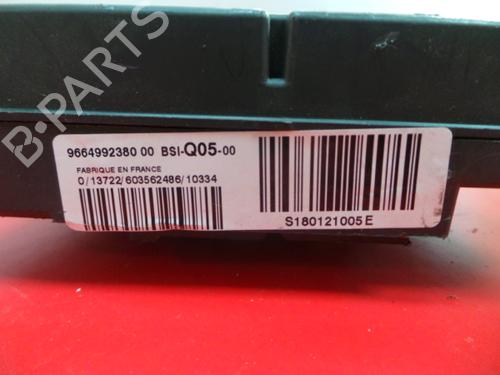 B-PARTS
9664992380 00 BSI-Q05-00
FABRIQUE EN FRANCE
0/13722/603562486/10334
S180121005E